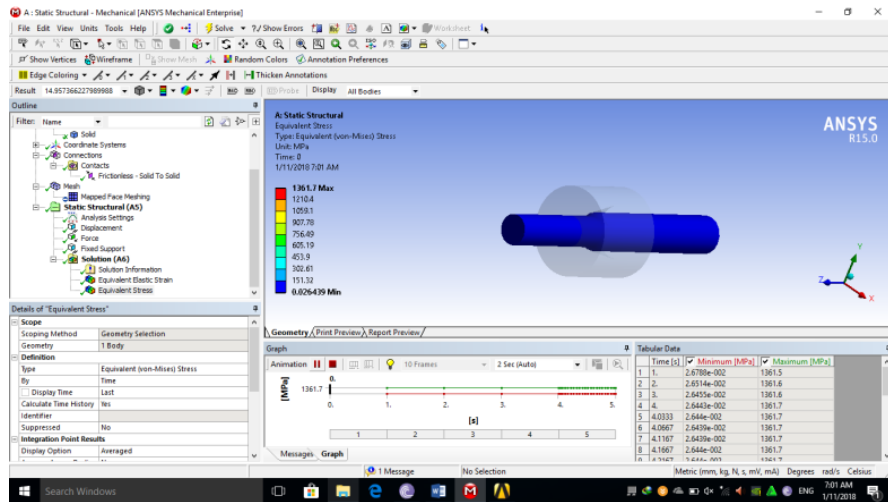 A : Static Structural - Mechanical [ANSYS Mechanical Enterprise]
File Edit View Units Tools Help Solve ?/ Show Errors Worksheet
Show Vertices Wireframe Show Mesh Random Colors Annotation Preferences
Edge Coloring Thicken Annotations
Result 14.957366227989988 Probe Display All Bodies
Outline
Filter: Name
Solid
Coordinate Systems
Connections
Contacts
Frictionless - Solid To Solid
Mesh
Mapped Face Meshing
Static Structural (A5)
Analysis Settings
Displacement
Force
Fixed Support
Solution (A6)
Solution Information
Equivalent Elastic Strain
Equivalent Stress
Details of "Equivalent Stress"
Scope
Scoping Method Geometry Selection
Geometry 1 Body
Definition
Type Equivalent (von-Mises) Stress
By Time
Display Time Last
Calculate Time History Yes
Identifier
Suppressed No
Integration Point Results
Display Option Averaged
A: Static Structural
Equivalent Stress
Type: Equivalent (von-Mises) Stress
Unit: MPa
Time: 0
1/11/2018 7:01 AM
1361.7 Max
1210.4
1059.1
907.78
756.49
605.19
453.9
302.61
151.32
0.026439 Min
ANSYS
R15.0
Y
Z
X
Geometry Print Preview Report Preview
Graph
Animation 10 Frames 2 Sec (Auto)
[MPa]
1361.7
0.
0. 1. 2. 3. 4. 5.
[s]
1 2 3 4 5
Messages Graph
Tabular Data
Time [s] Minimum [MPa] Maximum [MPa]
1 1. 2.6788e-002 1361.5
2 2. 2.6514e-002 1361.6
3 3. 2.6455e-002 1361.6
4 4. 2.6443e-002 1361.7
5 4.0333 2.644e-002 1361.7
6 4.0667 2.6439e-002 1361.7
7 4.1167 2.6439e-002 1361.7
8 4.1667 2.644e-002 1361.7
1 Message No Selection Metric (mm, kg, N, s, mV, mA) Degrees rad/s Celsius
Search Windows
ENG
7:01 AM
1/11/2018